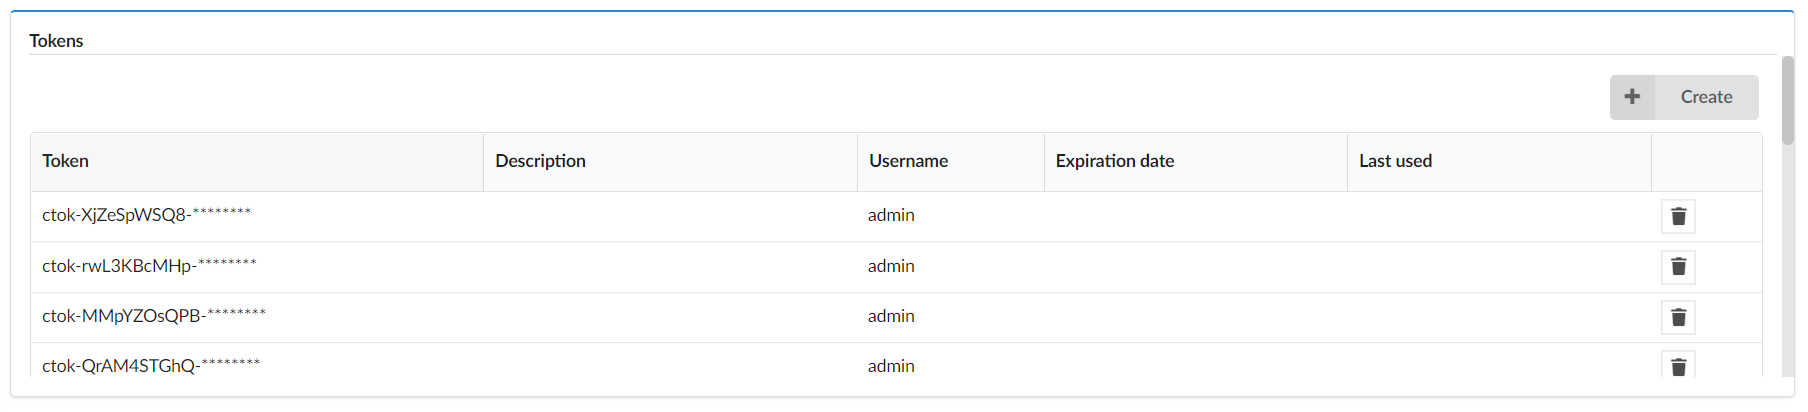 Tokens
Create
Token Description Username Expiration date Last used
ctok-XjZeSpWSQ8-******** admin
ctok-rwL3KBcMHp-******** admin
ctok-MMpYZOsQPB-******** admin
ctok-QrAM4STGhQ-******** admin